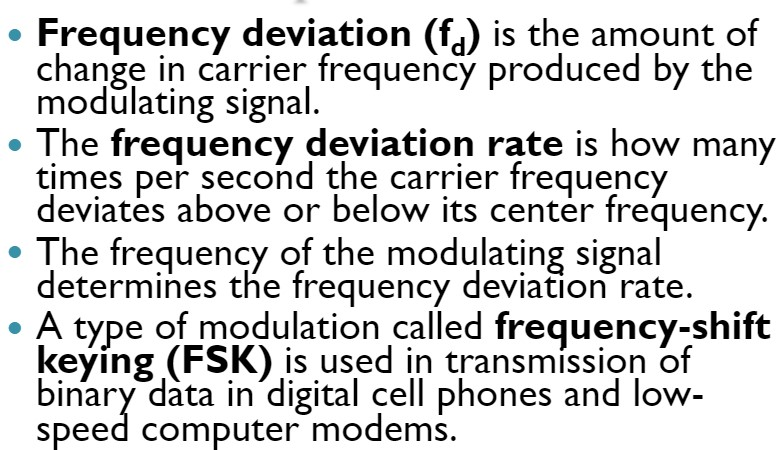 • Frequency deviation (fd) is the amount of
change in carrier frequency produced by the
modulating signal.
• The frequency deviation rate is how many
times per second the carrier frequency
deviates above or below its center frequency.
• The frequency of the modulating signal
determines the frequency deviation rate.
• A type of modulation called frequency-shift
keying (FSK) is used in transmission of
binary data in digital cell phones and low-
speed computer modems.